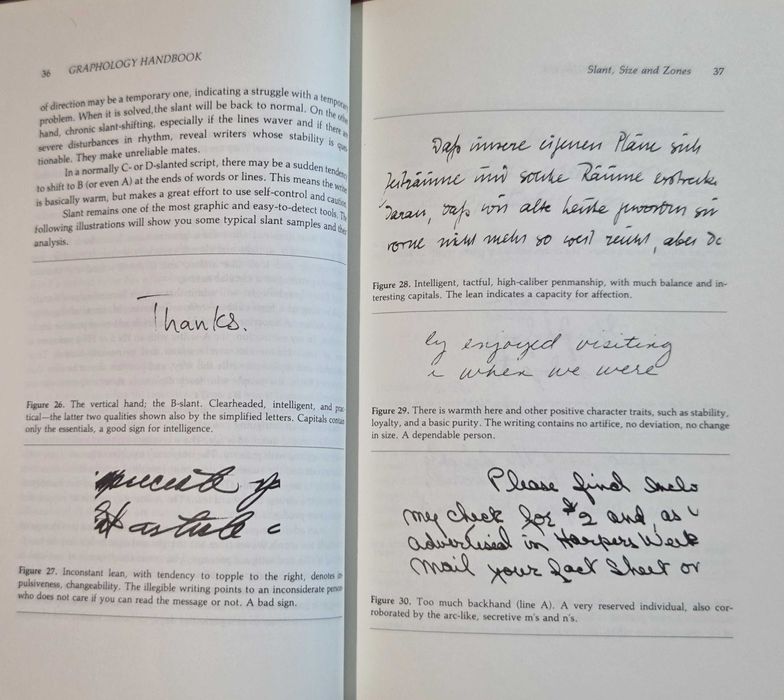 36 GRAPHOLOGY HANDBOOK
of direction may be a temporary one, indicating a struggle with a temporary
problem. When it is solved, the slant will be back to normal. On the other
hand, chronic slant-shifting, especially if the lines waver and if there
severe disturbances in rhythm, reveal writers whose stability is ques-
tionable. They make unreliable mates.
In a normally C- or D-slanted script, there may be a sudden tendency
to shift to B (or even A) at the ends of words or lines. This means the
is basically warm, but makes a great effort to use self-control and
Slant remains one of the most graphic and easy-to-detect tools. The
following illustrations will show you some typical slant samples and
analysis.
Thanks.
Figure 26. The vertical hand; the B-slant. Clearheaded, intelligent, and prac-
tical—the latter two qualities shown also by the simplified letters. Capitals
only the essentials, a good sign for intelligence.
Figure 27. Inconstant lean, with tendency to topple to the right, denotes im-
pulsiveness, changeability. The illegible writing points to an inconsiderate person
who does not care if you can read the message or not. A bad sign.
Slant, Size and Zones 37
Daß unsere eigenen Pläne sich
Zeiträume und solche Räume erstrecke
daran, daß wir alte Leute geworden sin
vorne nicht mehr so weit reicht, aber de
Figure 28. Intelligent, tactful, high-caliber penmanship, with much balance and in-
teresting capitals. The lean indicates a capacity for affection.
ly enjoyed visiting
when we were
Figure 29. There is warmth here and other positive character traits, such as stability,
loyalty, and a basic purity. The writing contains no artifice, no deviation, no change
in size. A dependable person.
Please find enclo
my check for $2 and, as
advertised in Harpers Week
Mail your fact sheet or
Figure 30. Too much backhand (line A). A very reserved individual, also cor-
roborated by the arc-like, secretive m's and n's.